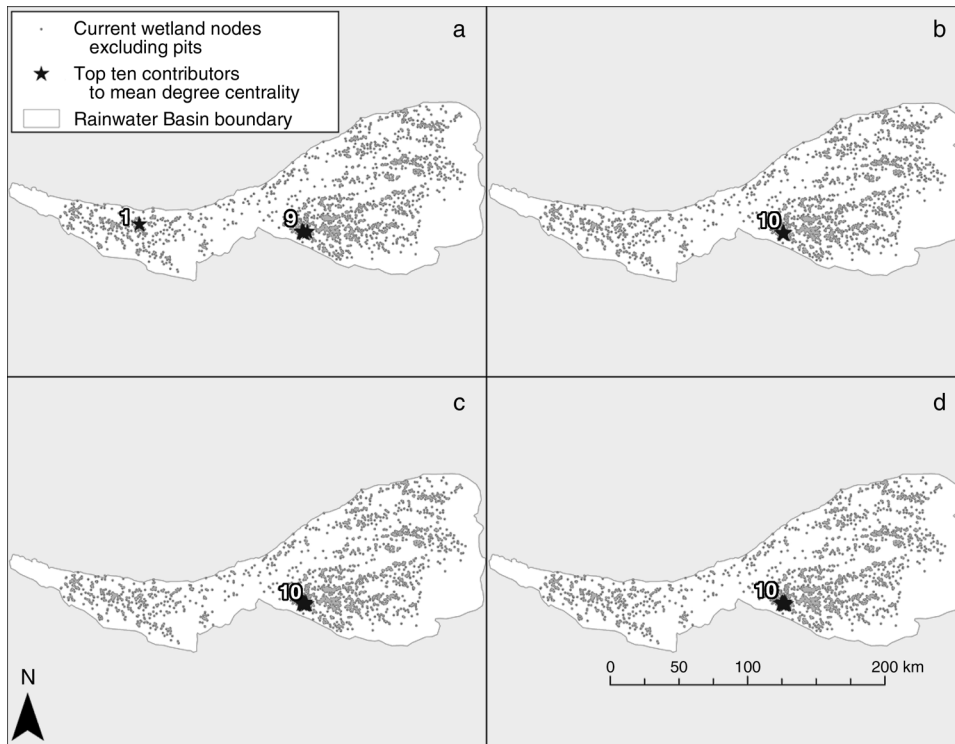 Current wetland nodes
excluding pits
Top ten contributors
to mean degree centrality
Rainwater Basin boundary
a
1
9
b
10
c
10
N
d
10
0 50 100 200 km